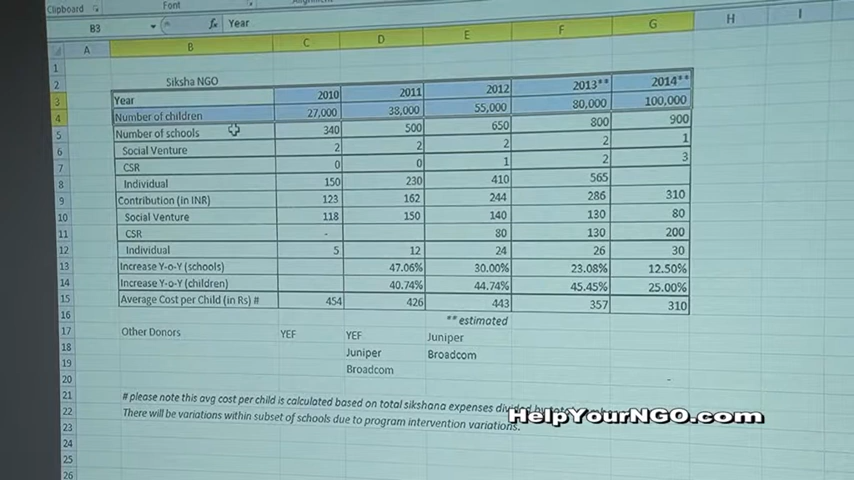 Clipboard Font
B3 fx Year
A B C D E F G H I
1
2 Siksha NGO
3 Year 2010 2011 2012 2013** 2014**
4 Number of children 27,000 38,000 55,000 80,000 100,000
5 Number of schools 340 500 650 800 900
6 Social Venture 2 2 2 2 1
7 CSR 0 0 1 2 3
8 Individual 150 230 410 565
9 Contribution (in INR) 123 162 244 286 310
10 Social Venture 118 150 140 130 80
11 CSR - 80 130 200
12 Individual 5 12 24 26 30
13 Increase Y-o-Y (schools) 47.06% 30.00% 23.08% 12.50%
14 Increase Y-o-Y (children) 40.74% 44.74% 45.45% 25.00%
15 Average Cost per Child (in Rs) # 454 426 443 357 310
16 ** estimated
17 Other Donors YEF YEF Juniper
18 Juniper Broadcom
19 Broadcom
20
21 # please note this avg cost per child is calculated based on total sikshana expenses divided by
22 There will be variations within subset of schools due to program intervention variations.
HelpYourNGO.com
23
24
25
26